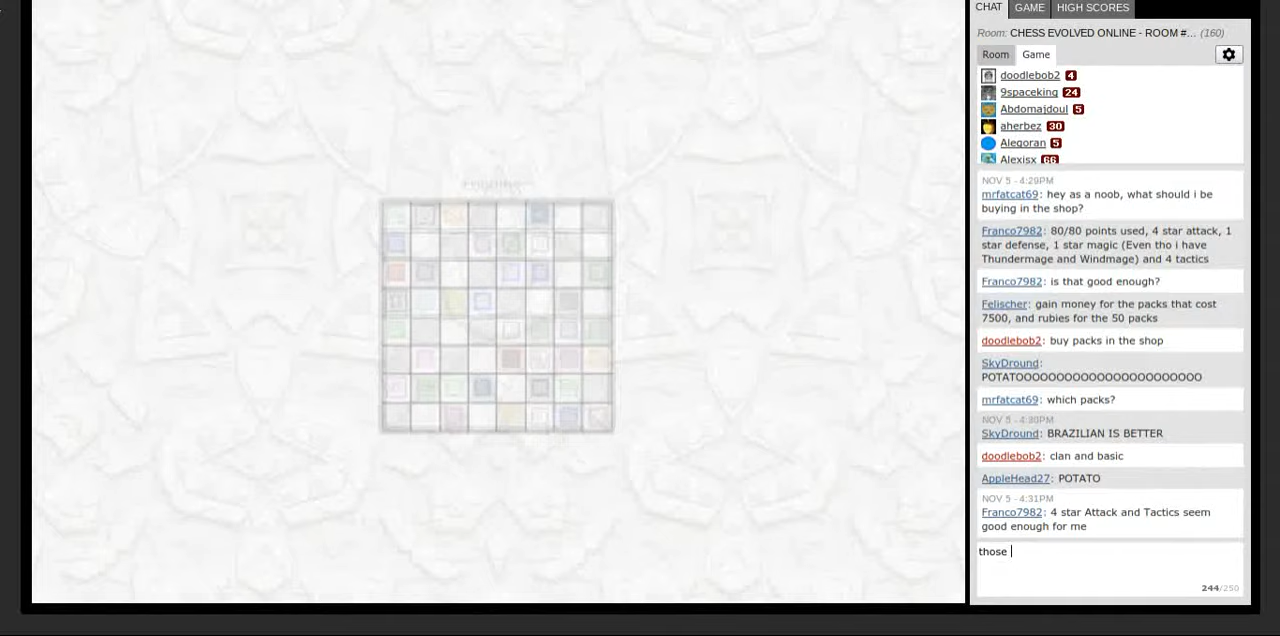 CHAT GAME HIGH SCORES
Room: CHESS EVOLVED ONLINE - ROOM #... (160)
Room Game
doodlebob2 4
9spaceking 24
Abdomajdoul 5
aherbez 30
Alegoran 5
Alexisx 66
NOV 5 - 4:29PM
mrfatcat69: hey as a noob, what should i be
buying in the shop?
Franco7982: 80/80 points used, 4 star attack, 1
star defense, 1 star magic (Even tho i have
Thundermage and Windmage) and 4 tactics
Franco7982: is that good enough?
Felischer: gain money for the packs that cost
7500, and rubies for the 50 packs
doodlebob2: buy packs in the shop
SkyDround:
POTATOOOOOOOOOOOOOOOOOOOOOOOO
mrfatcat69: which packs?
NOV 5 - 4:30PM
SkyDround: BRAZILIAN IS BETTER
doodlebob2: clan and basic
AppleHead27: POTATO
NOV 5 - 4:31PM
Franco7982: 4 star Attack and Tactics seem
good enough for me
those
244/250